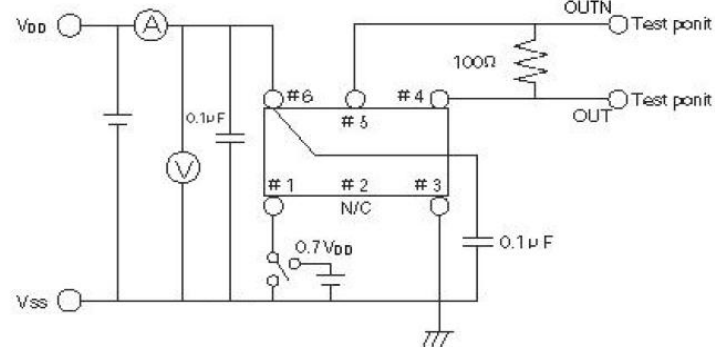 OUTN
VDD
A
Test ponit
100Ω
0.1μF
#6
#5
#4
OUT
Test ponit
V
#1
#2
#3
N/C
0.7VDD
0.1μF
Vss